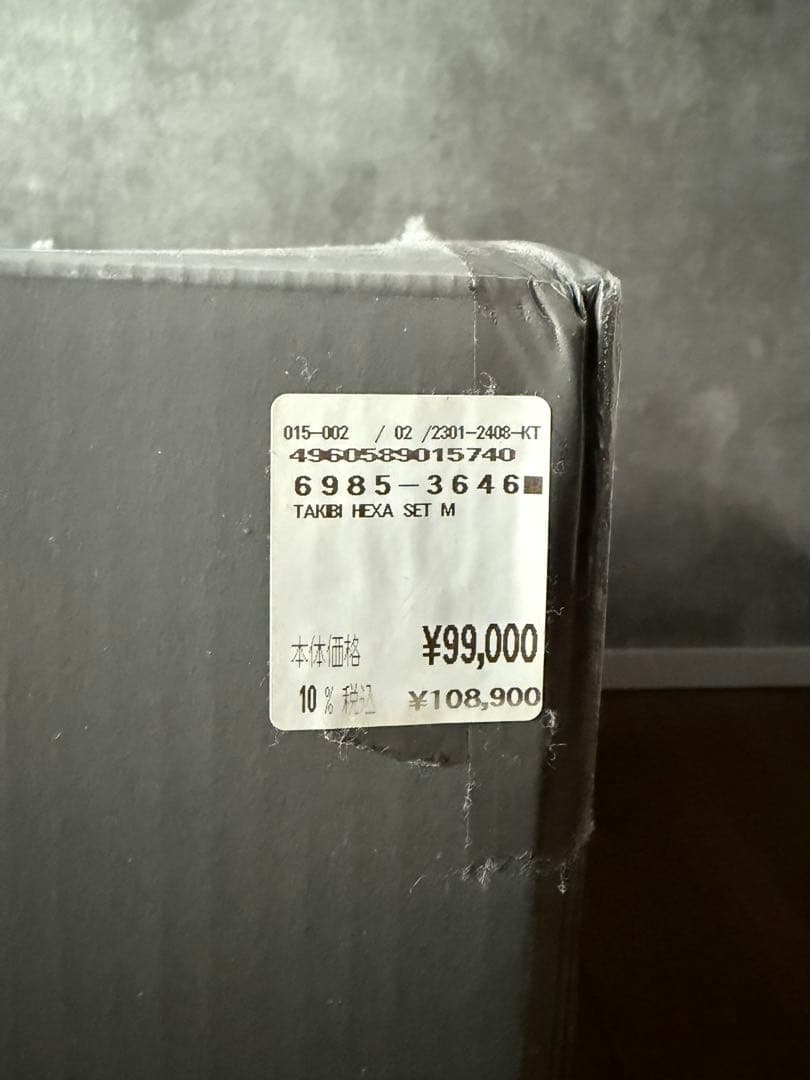 015-002 / 02 /2301-2408-KT
4960589015740
6985-3646■
TAKIBI HEXA SET M
本体価格 ¥99,000
10% 税込 ¥108,900